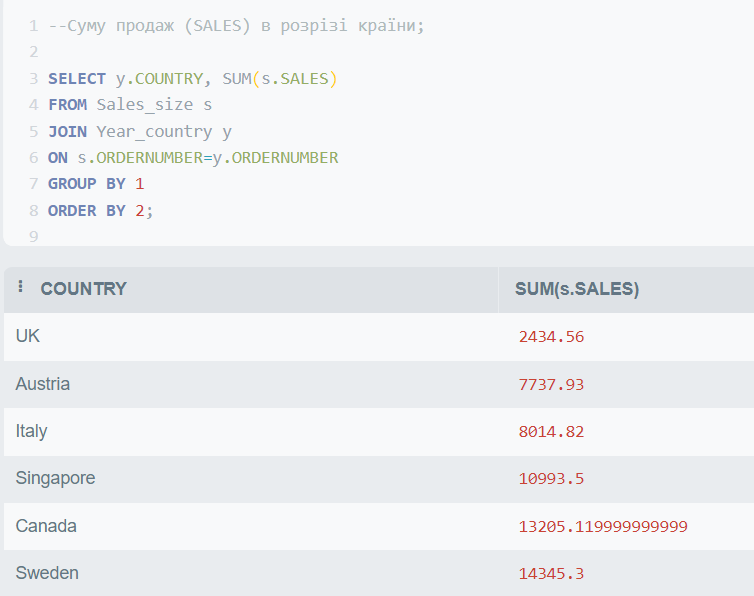 1 --Суму продаж (SALES) в розрізі країни;
2
3 SELECT y.COUNTRY, SUM(s.SALES)
4 FROM Sales_size s
5 JOIN Year_country y
6 ON s.ORDERNUMBER=y.ORDERNUMBER
7 GROUP BY 1
8 ORDER BY 2;
9
COUNTRY SUM(s.SALES)
UK 2434.56
Austria 7737.93
Italy 8014.82
Singapore 10993.5
Canada 13205.119999999999
Sweden 14345.3